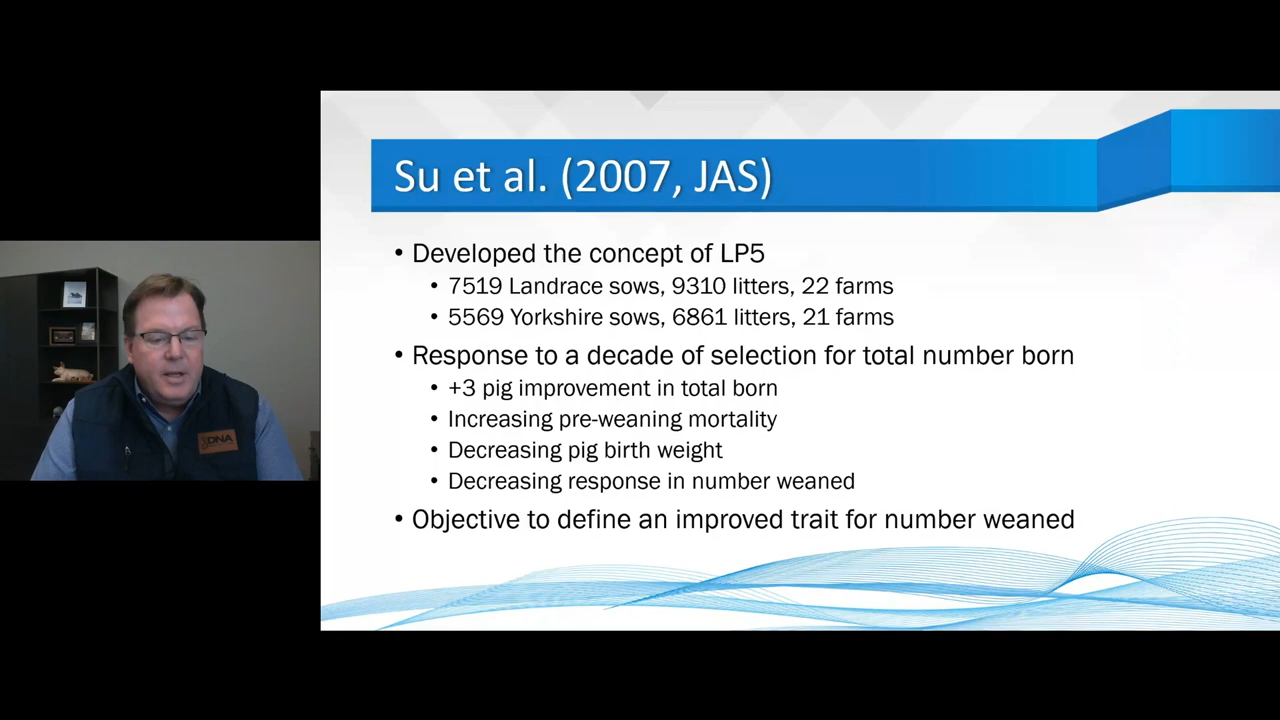 Su et al. (2007, JAS)
• Developed the concept of LP5
• 7519 Landrace sows, 9310 litters, 22 farms
• 5569 Yorkshire sows, 6861 litters, 21 farms
• Response to a decade of selection for total number born
• +3 pig improvement in total born
• Increasing pre-weaning mortality
• Decreasing pig birth weight
• Decreasing response in number weaned
• Objective to define an improved trait for number weaned
DNA